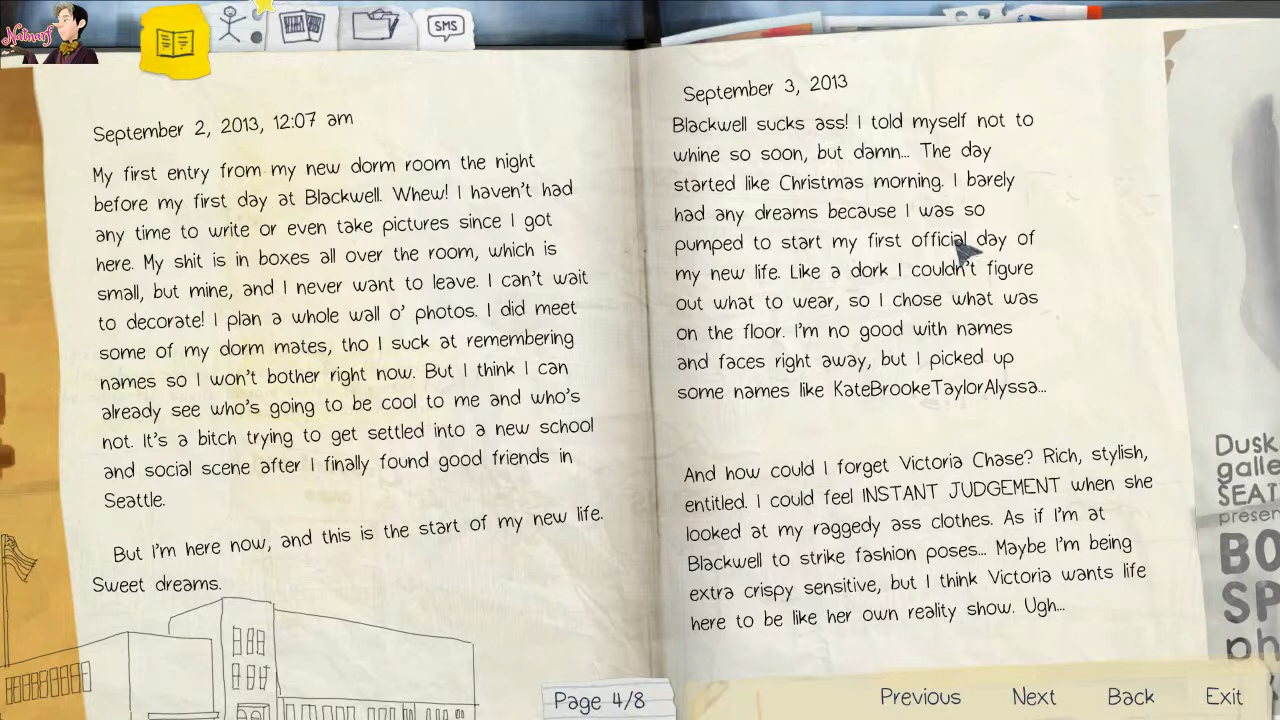 Natnarf
SMS
September 2, 2013, 12:07 am
My first entry from my new dorm room the night
before my first day at Blackwell. Whew! I haven't had
any time to write or even take pictures since I got
here. My shit is in boxes all over the room, which is
small, but mine, and I never want to leave. I can't wait
to decorate! I plan a whole wall o' photos. I did meet
some of my dorm mates, tho I suck at remembering
names so I won't bother right now. But I think I can
already see who's going to be cool to me and who's
not. It's a bitch trying to get settled into a new school
and social scene after I finally found good friends in
Seattle.
But I'm here now, and this is the start of my new life.
Sweet dreams.
September 3, 2013
Blackwell sucks ass! I told myself not to
whine so soon, but damn... The day
started like Christmas morning. I barely
had any dreams because I was so
pumped to start my first official day of
my new life. Like a dork I couldn't figure
out what to wear, so I chose what was
on the floor. I'm no good with names
and faces right away, but I picked up
some names like KateBrookeTaylorAlyssa...
And how could I forget Victoria Chase? Rich, stylish,
entitled. I could feel INSTANT JUDGEMENT when she
looked at my raggedy ass clothes. As if I'm at
Blackwell to strike fashion poses... Maybe I'm being
extra crispy sensitive, but I think Victoria wants life
here to be like her own reality show. Ugh...
Dusk
galle
SEAT
presen
BO
SP
ph
Page 4/8
Previous Next Back Exit